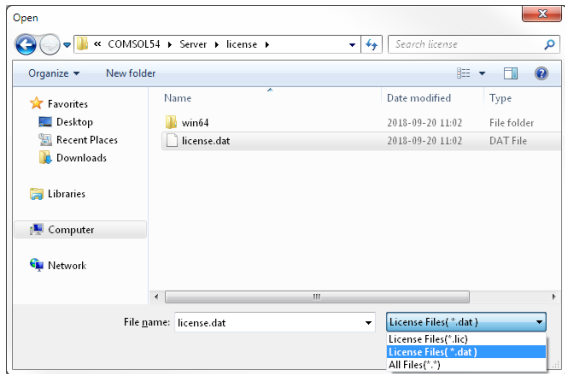 Open
« COMSOL54 ▸ Server ▸ license ▸
Search license
Organize ▾ New folder
Name Date modified Type
Favorites
Desktop
Recent Places
Downloads
Libraries
Computer
Network
win64 2018-09-20 11:02 File folder
license.dat 2018-09-20 11:02 DAT File
File name: license.dat
License Files( *.dat )
License Files(*.lic)
License Files( *.dat )
All Files(*.*)